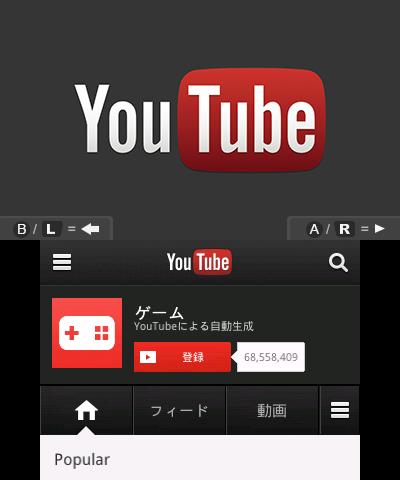 YouTube
B / L =
A / R =
YouTube
ゲーム
YouTubeによる自動生成
登録
68,558,409
フィード
動画
Popular